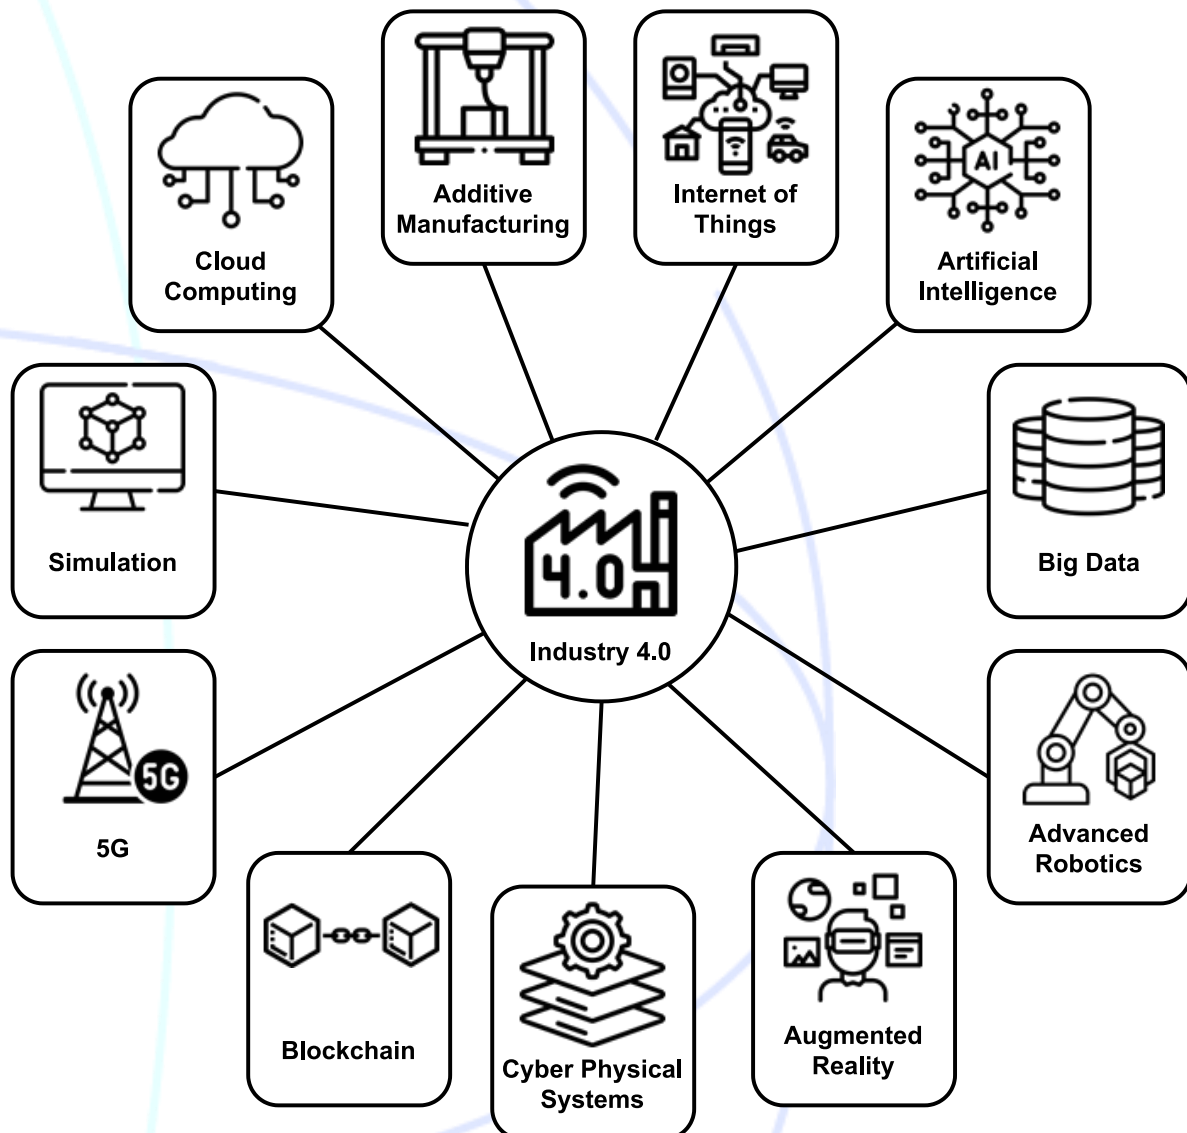 Additive
Manufacturing
Internet of
Things
Cloud
Computing
AI
Artificial
Intelligence
Simulation
4.0
Industry 4.0
Big Data
5G
5G
Advanced
Robotics
Blockchain
Cyber Physical
Systems
Augmented
Reality